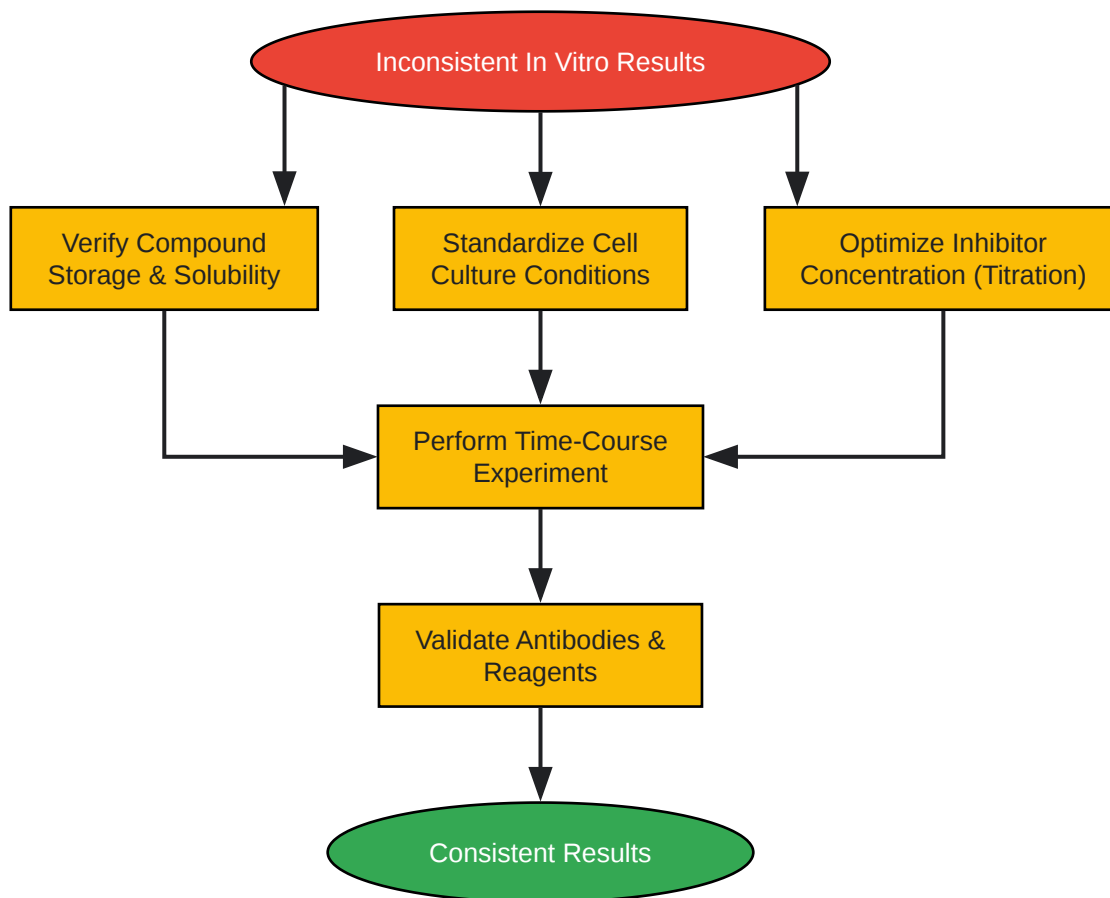 Inconsistent In Vitro Results
Verify Compound
Storage & Solubility
Standardize Cell
Culture Conditions
Optimize Inhibitor
Concentration (Titration)
Perform Time-Course
Experiment
Validate Antibodies &
Reagents
Consistent Results